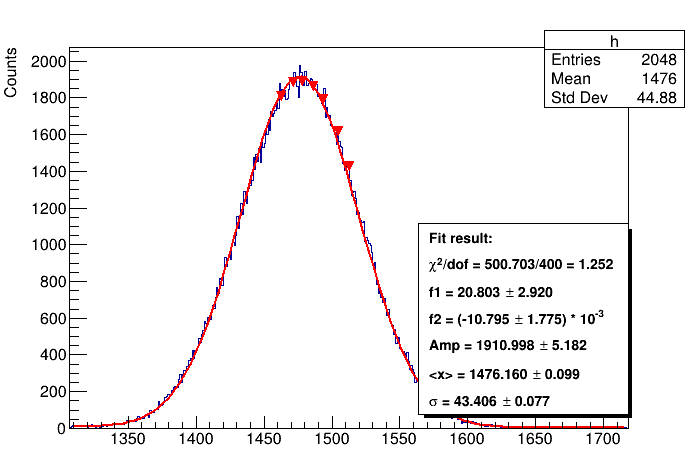 h
Entries 2048
Mean 1476
Std Dev 44.88
Counts
2000
1800
1600
1400
1200
1000
800
600
400
200
0
Fit result:
χ²/dof = 500.703/400 = 1.252
f1 = 20.803 ± 2.920
f2 = (-10.795 ± 1.775) * 10⁻³
Amp = 1910.998 ± 5.182
<x> = 1476.160 ± 0.099
σ = 43.406 ± 0.077
1350 1400 1450 1500 1550 1600 1650 1700